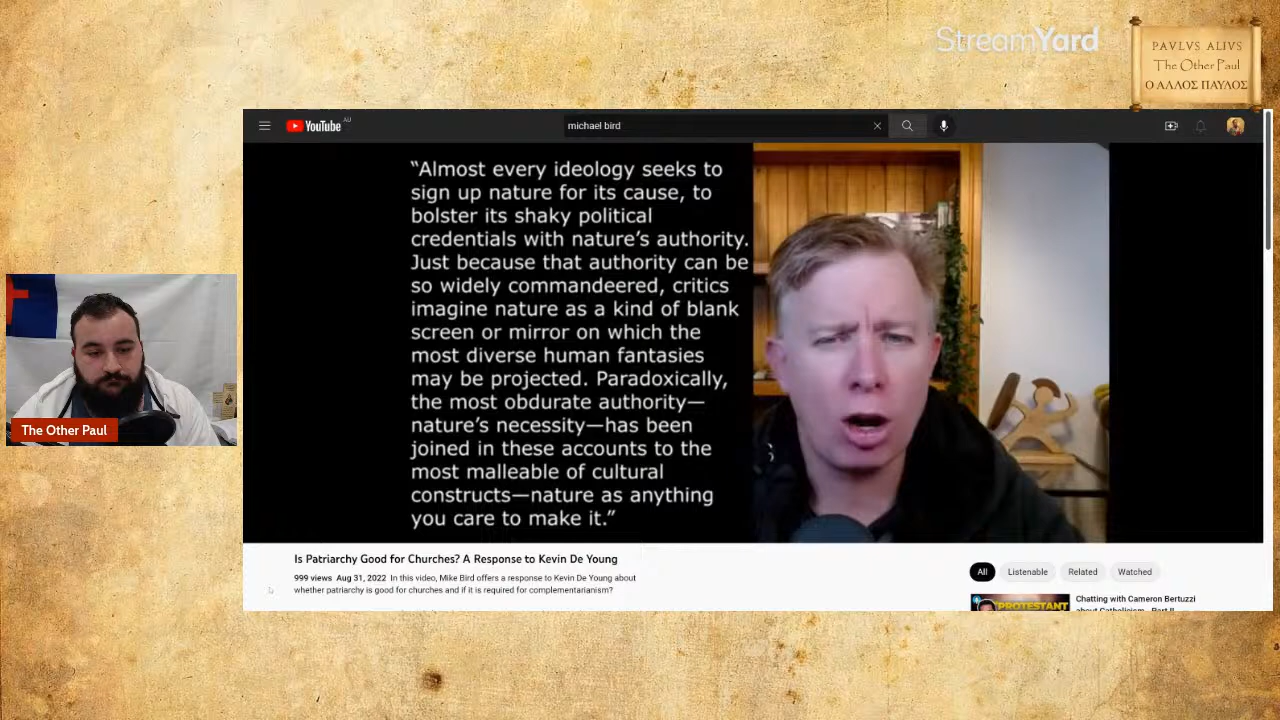 StreamYard
PAVLVS ALIVS
The Other Paul
Ο ΑΛΛΟΣ ΠΑΥΛΟΣ
YouTube AU
michael bird
“Almost every ideology seeks to
sign up nature for its cause, to
bolster its shaky political
credentials with nature’s authority.
Just because that authority can be
so widely commandeered, critics
imagine nature as a kind of blank
screen or mirror on which the
most diverse human fantasies
may be projected. Paradoxically,
the most obdurate authority—
nature’s necessity—has been
joined in these accounts to the
most malleable of cultural
constructs—nature as anything
you care to make it.”
The Other Paul
Is Patriarchy Good for Churches? A Response to Kevin De Young
999 views Aug 31, 2022 In this video, Mike Bird offers a response to Kevin De Young about
whether patriarchy is good for churches and if it is required for complementarianism?
All Listenable Related Watched
PROTESTANT
Chatting with Cameron Bertuzzi
about Catholicism - Part II